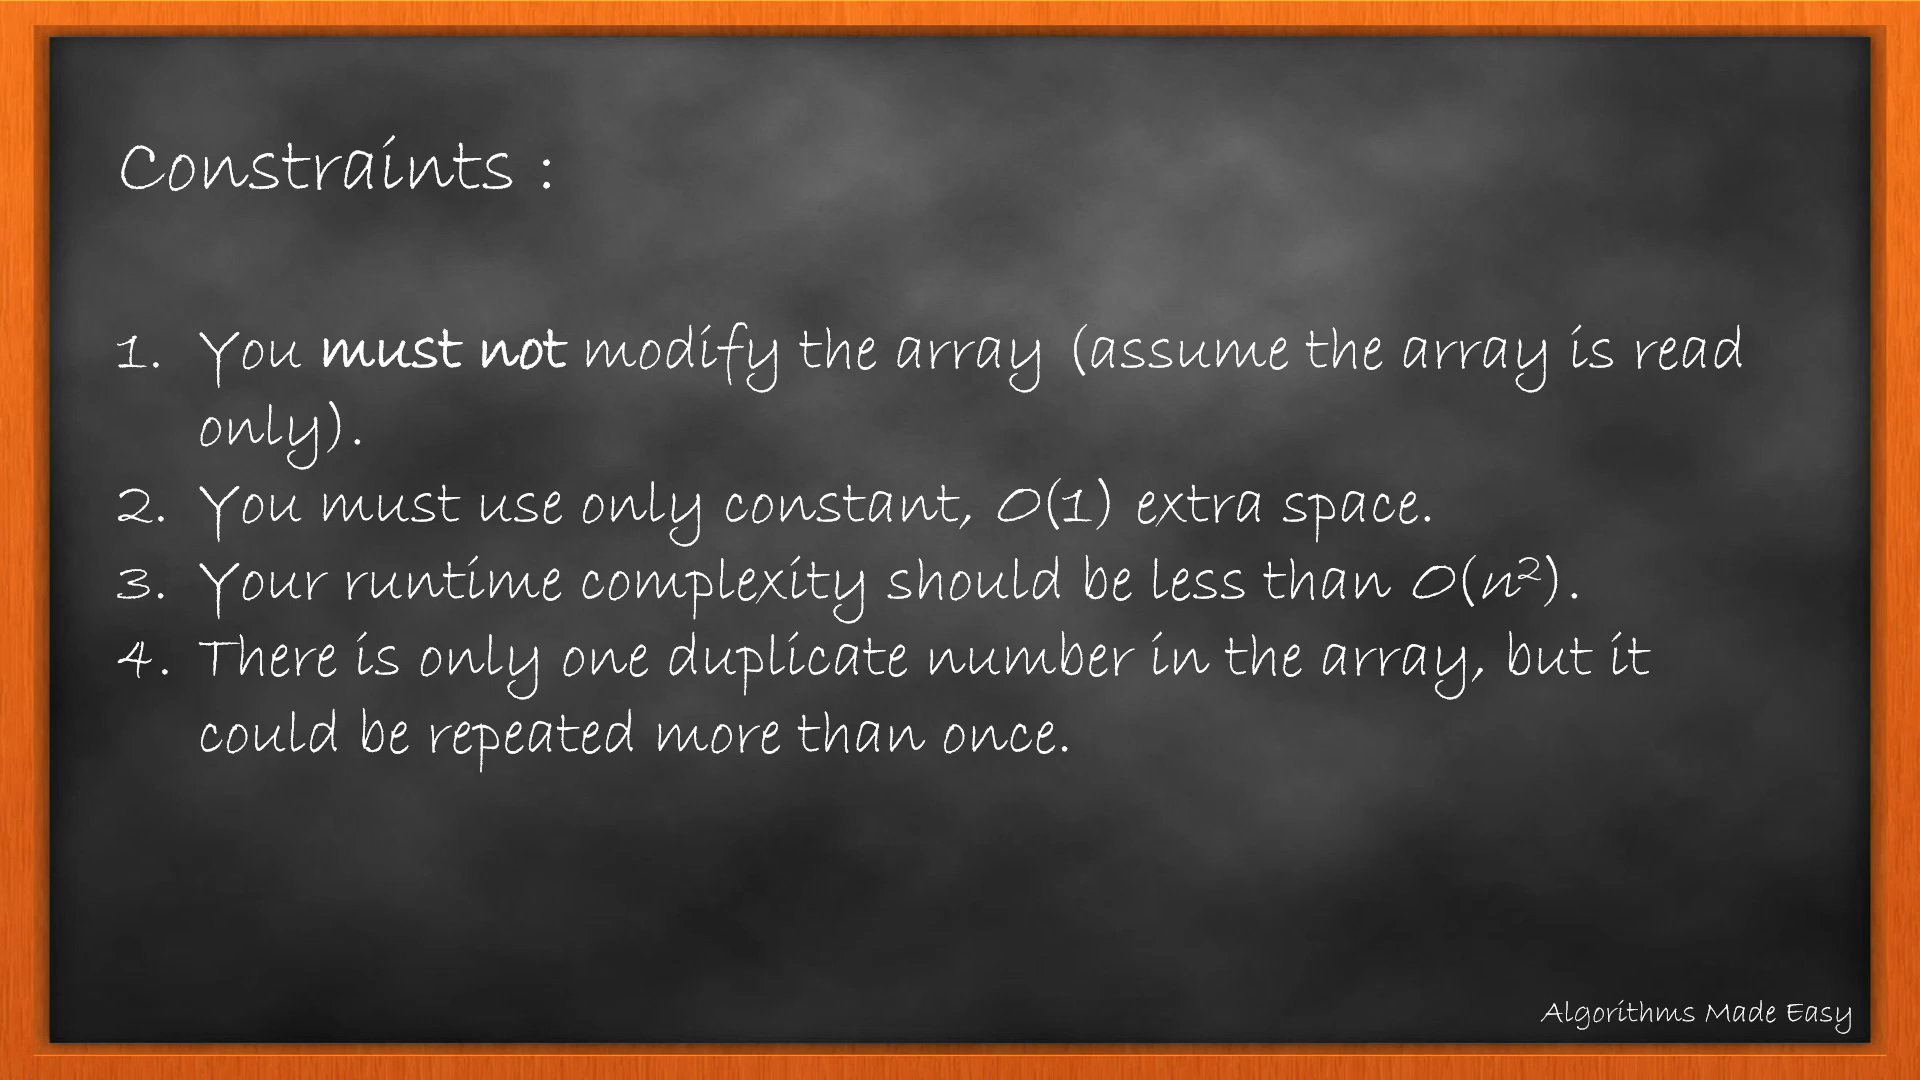 Constraints :
1. You must not modify the array (assume the array is read
only).
2. You must use only constant, O(1) extra space.
3. Your runtime complexity should be less than O(n²).
4. There is only one duplicate number in the array, but it
could be repeated more than once.
Algorithms Made Easy